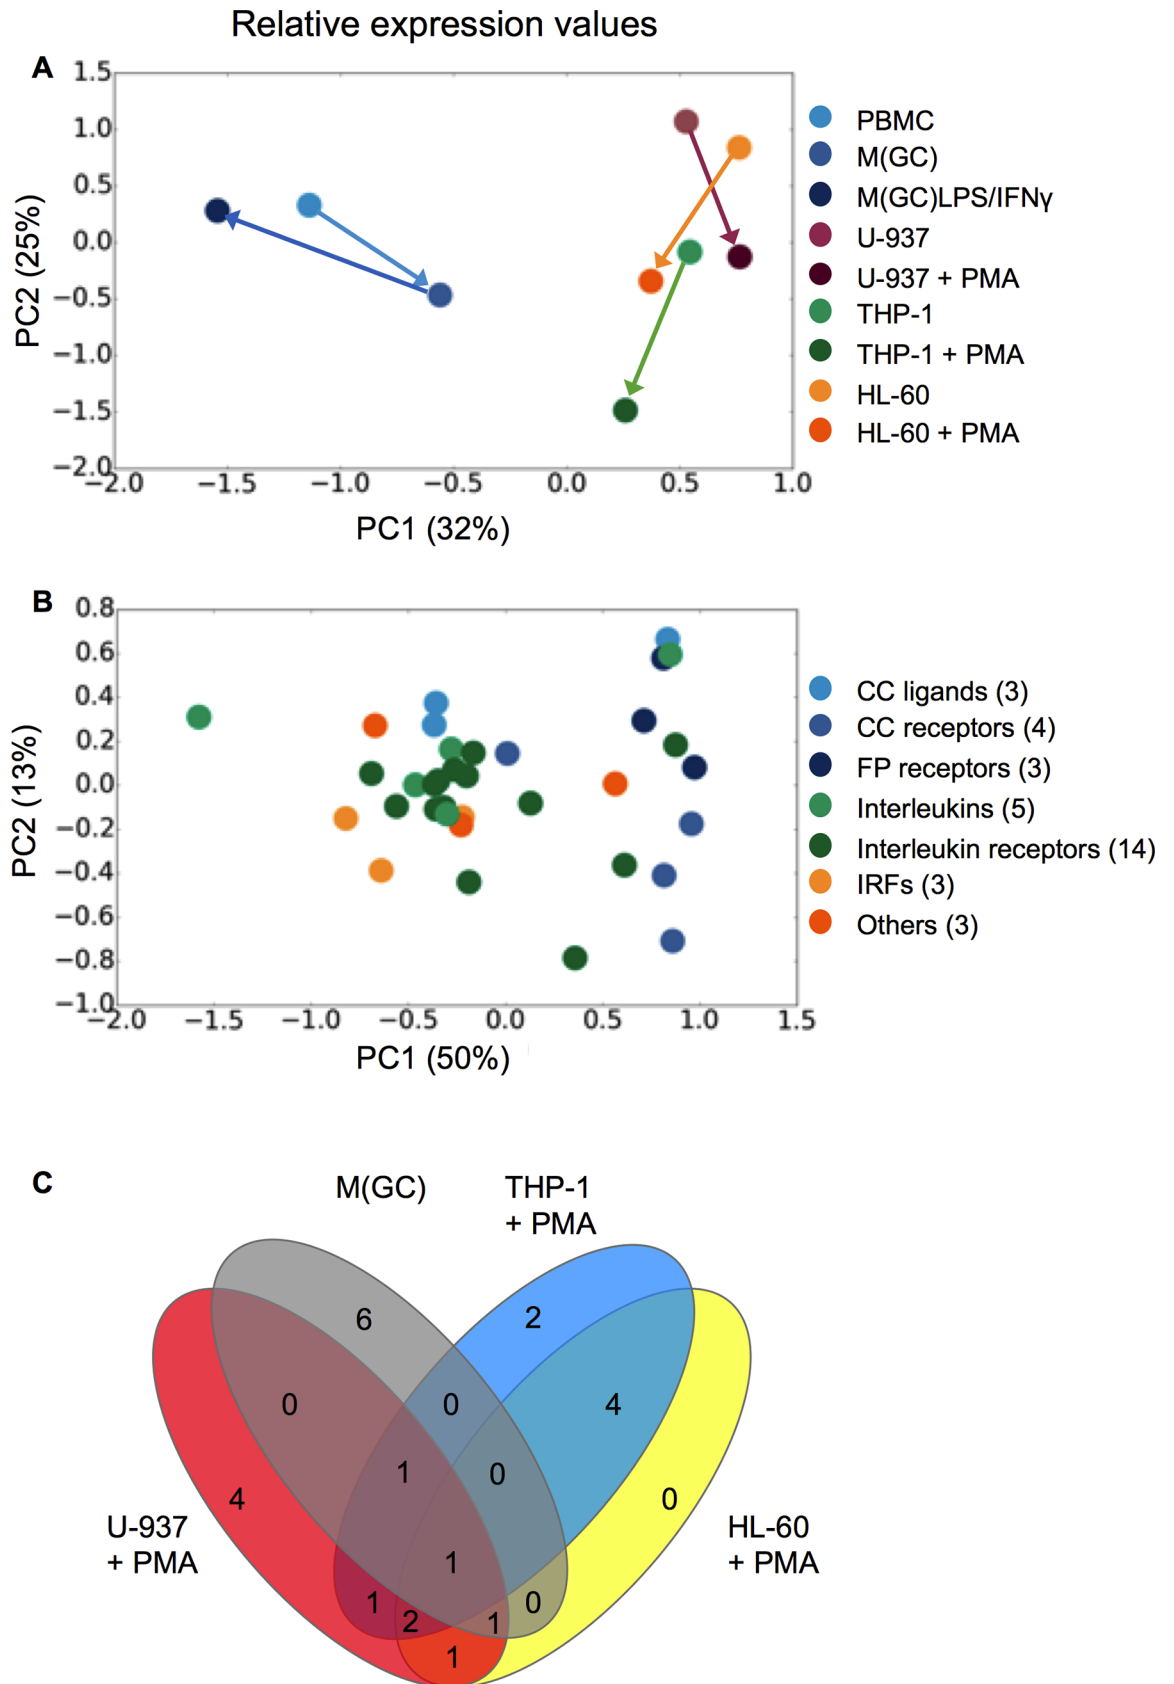 Relative expression values
A
1.5
1.0
0.5
0.0
−0.5
−1.0
−1.5
−2.0
PC2 (25%)
−2.0 −1.5 −1.0 −0.5 0.0 0.5 1.0
PC1 (32%)
PBMC
M(GC)
M(GC)LPS/IFNγ
U-937
U-937 + PMA
THP-1
THP-1 + PMA
HL-60
HL-60 + PMA
B
0.8
0.6
0.4
0.2
0.0
−0.2
−0.4
−0.6
−0.8
−1.0
PC2 (13%)
−2.0 −1.5 −1.0 −0.5 0.0 0.5 1.0 1.5
PC1 (50%)
CC ligands (3)
CC receptors (4)
FP receptors (3)
Interleukins (5)
Interleukin receptors (14)
IRFs (3)
Others (3)
C
M(GC)
THP-1
+ PMA
6 2
0 0 4
1 0
4 0
U-937
+ PMA
HL-60
+ PMA
1
1 2 1 0
1